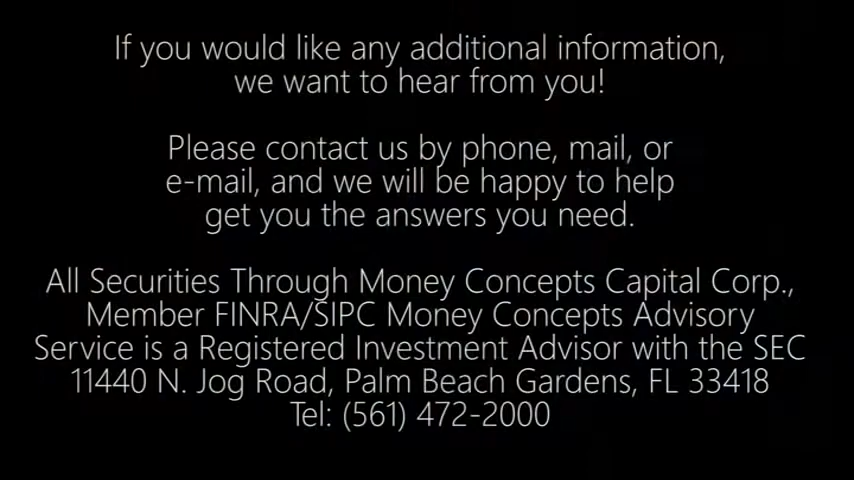 If you would like any additional information,
we want to hear from you!
Please contact us by phone, mail, or
e-mail, and we will be happy to help
get you the answers you need.
All Securities Through Money Concepts Capital Corp.,
Member FINRA/SIPC Money Concepts Advisory
Service is a Registered Investment Advisor with the SEC
11440 N. Jog Road, Palm Beach Gardens, FL 33418
Tel: (561) 472-2000